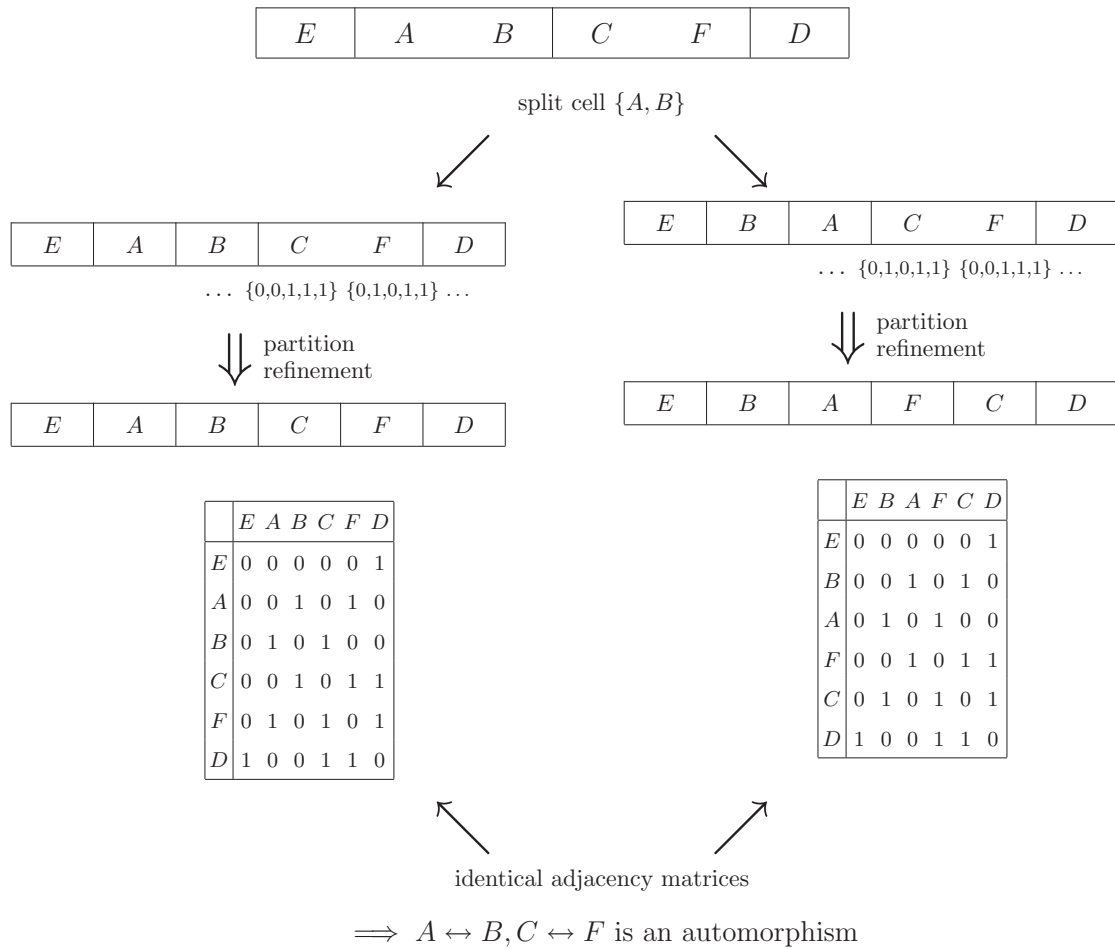 E A B C F D
split cell {A, B}
E A B C F D
... {0,0,1,1,1} {0,1,0,1,1} ...
partition
refinement
E A B C F D
E B A C F D
... {0,1,0,1,1} {0,0,1,1,1} ...
partition
refinement
E B A F C D
E A B C F D
E 0 0 0 0 0 1
A 0 0 1 0 1 0
B 0 1 0 1 0 0
C 0 0 1 0 1 1
F 0 1 0 1 0 1
D 1 0 0 1 1 0
E B A F C D
E 0 0 0 0 0 1
B 0 0 1 0 1 0
A 0 1 0 1 0 0
F 0 0 1 0 1 1
C 0 1 0 1 0 1
D 1 0 0 1 1 0
identical adjacency matrices
⟹ A ↔ B, C ↔ F is an automorphism